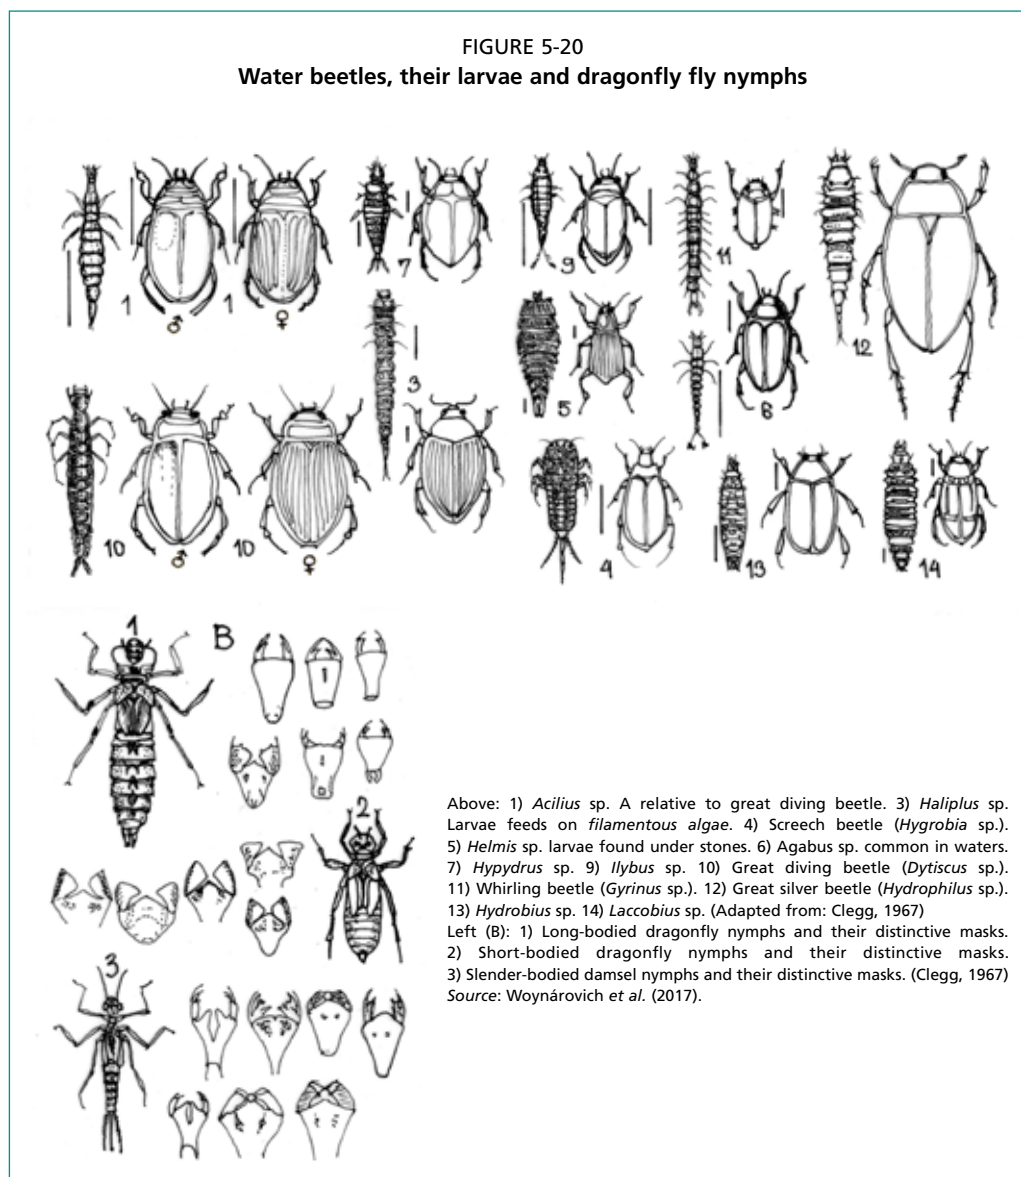 FIGURE 5-20
Water beetles, their larvae and dragonfly fly nymphs
1 ♂ 1 ♀ 7 9 11 12
3 5 6
10 ♂ 10 ♀ 4 13 14
1 B
2
3
Above: 1) Acilius sp. A relative to great diving beetle. 3) Haliplus sp.
Larvae feeds on filamentous algae. 4) Screech beetle (Hygrobia sp.).
5) Helmis sp. larvae found under stones. 6) Agabus sp. common in waters.
7) Hypydrus sp. 9) Ilybus sp. 10) Great diving beetle (Dytiscus sp.).
11) Whirling beetle (Gyrinus sp.). 12) Great silver beetle (Hydrophilus sp.).
13) Hydrobius sp. 14) Laccobius sp. (Adapted from: Clegg, 1967)
Left (B): 1) Long-bodied dragonfly nymphs and their distinctive masks.
2) Short-bodied dragonfly nymphs and their distinctive masks.
3) Slender-bodied damsel nymphs and their distinctive masks. (Clegg, 1967)
Source: Woynárovich et al. (2017).